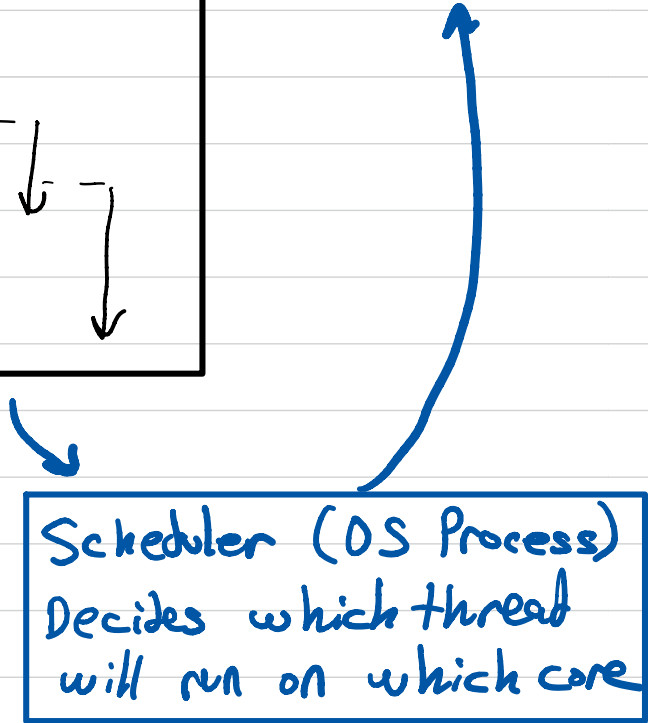 Scheduler (OS Process)
Decides which thread
will run on which core